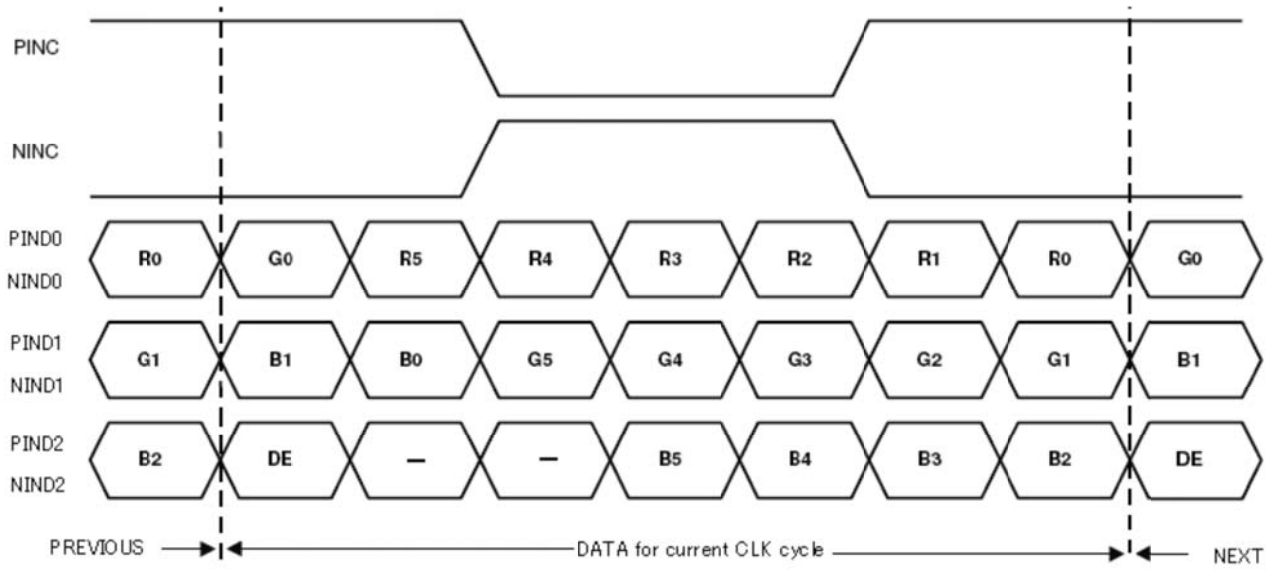 PINC
NINC
PIND0
NIND0
R0 G0 R5 R4 R3 R2 R1 R0 G0
PIND1
NIND1
G1 B1 B0 G5 G4 G3 G2 G1 B1
PIND2
NIND2
B2 DE — — B5 B4 B3 B2 DE
PREVIOUS DATA for current CLK cycle NEXT